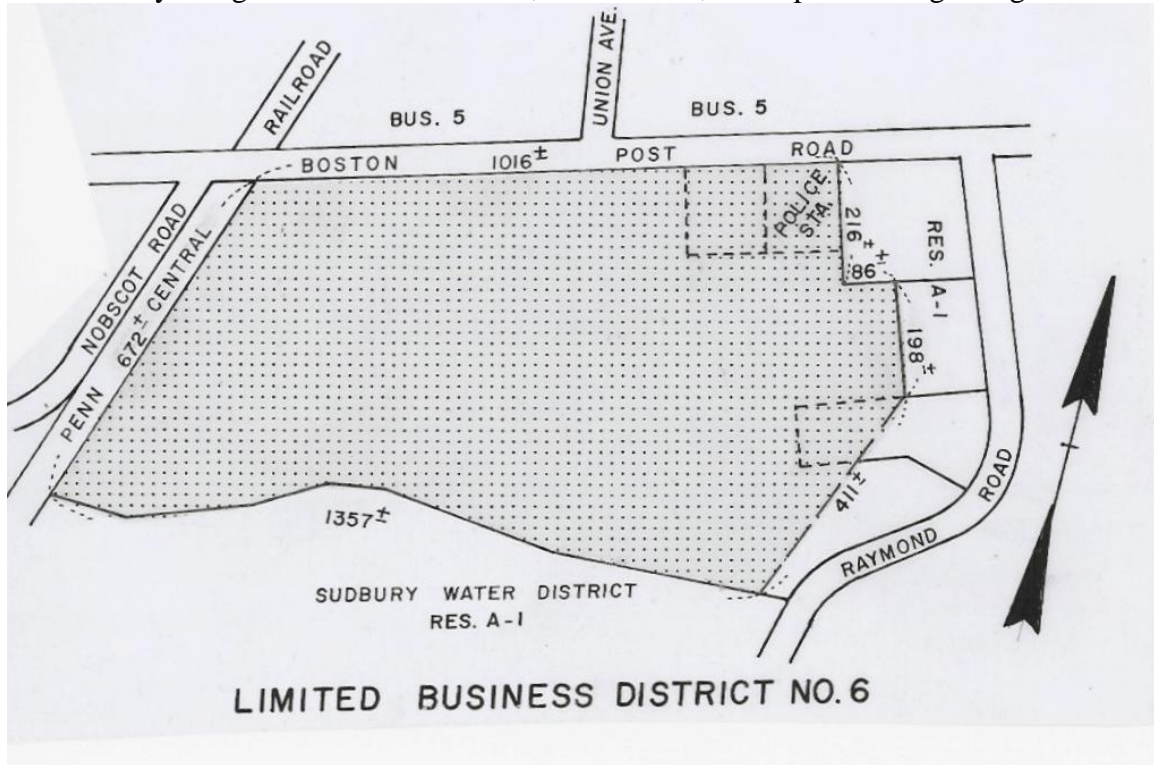 RAILROAD
UNION AVE.
BUS. 5
BUS. 5
BOSTON 1016± POST ROAD
POLICE
STA.
216±
86±
RES. A-1
198±
NOBSCOT ROAD
PENN 672± CENTRAL
411±
RAYMOND ROAD
1357±
SUDBURY WATER DISTRICT
RES. A-1
LIMITED BUSINESS DISTRICT NO. 6